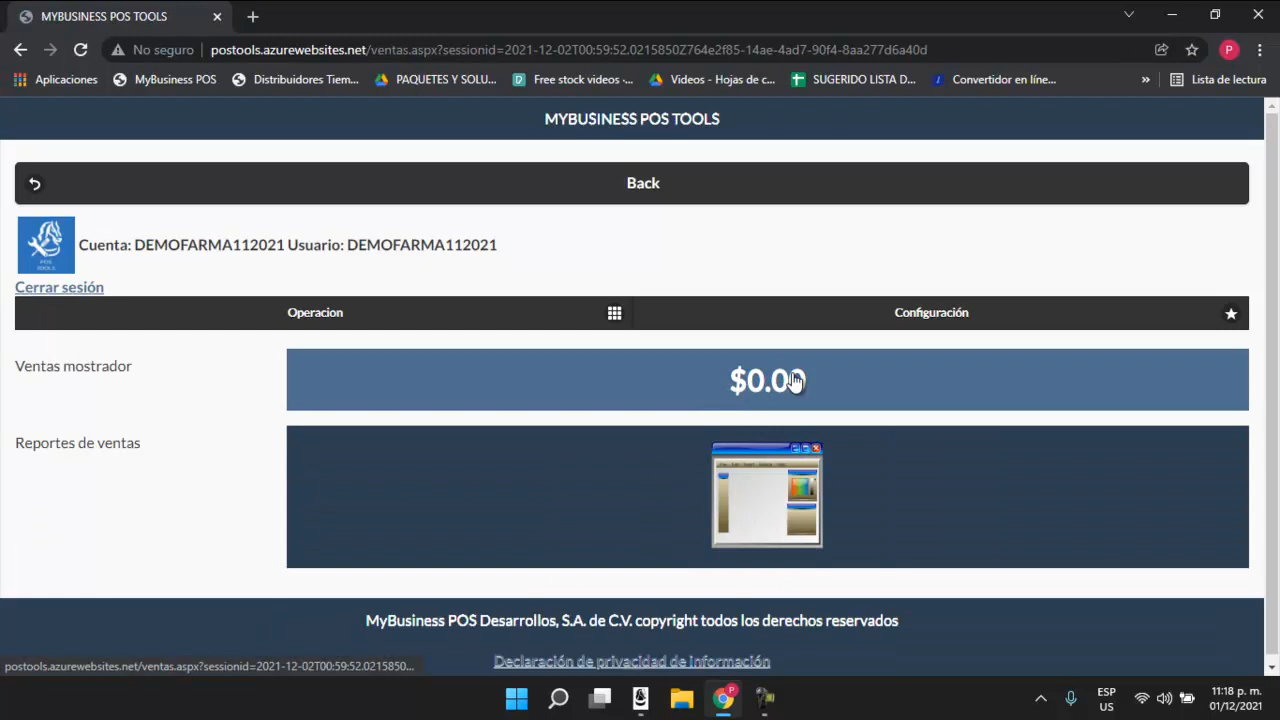 MYBUSINESS POS TOOLS
No seguro postools.azurewebsites.net/ventas.aspx?sessionid=2021-12-02T00:59:52.0215850Z764e2f85-14ae-4ad7-90f4-8aa277d6a40d
P
Aplicaciones MyBusiness POS Distribuidores Tiem... PAQUETES Y SOLU... Free stock videos -... Videos - Hojas de c... SUGERIDO LISTA D... Convertidor en líne... » Lista de lectura
MYBUSINESS POS TOOLS
Back
POS
TOOLS
Cuenta: DEMOFARMA112021 Usuario: DEMOFARMA112021
Cerrar sesión
Operacion Configuración
Ventas mostrador
$0.00
Reportes de ventas
MyBusiness POS Desarrollos, S.A. de C.V. copyright todos los derechos reservados
Declaración de privacidad de Información
postools.azurewebsites.net/ventas.aspx?sessionid=2021-12-02T00:59:52.0215850...
P
ESP
US
11:18 p. m.
01/12/2021